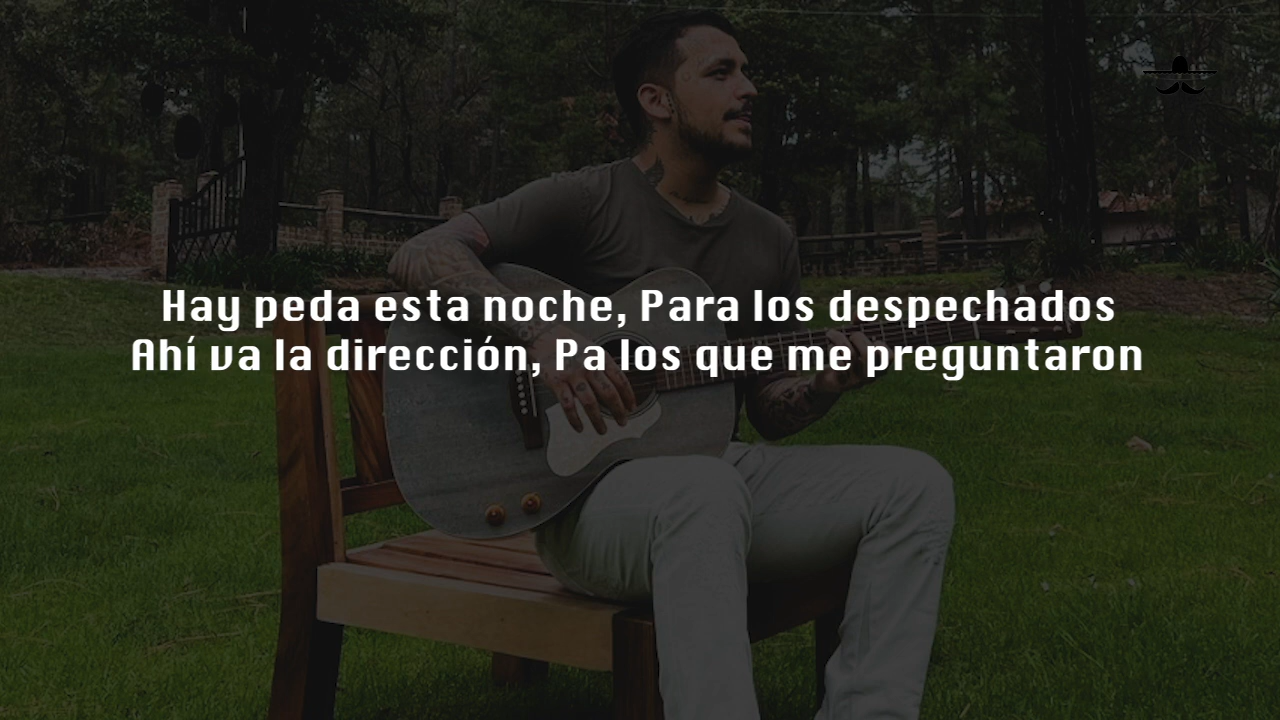 Hay peda esta noche, Para los despechados
Ahí va la dirección, Pa los que me preguntaron